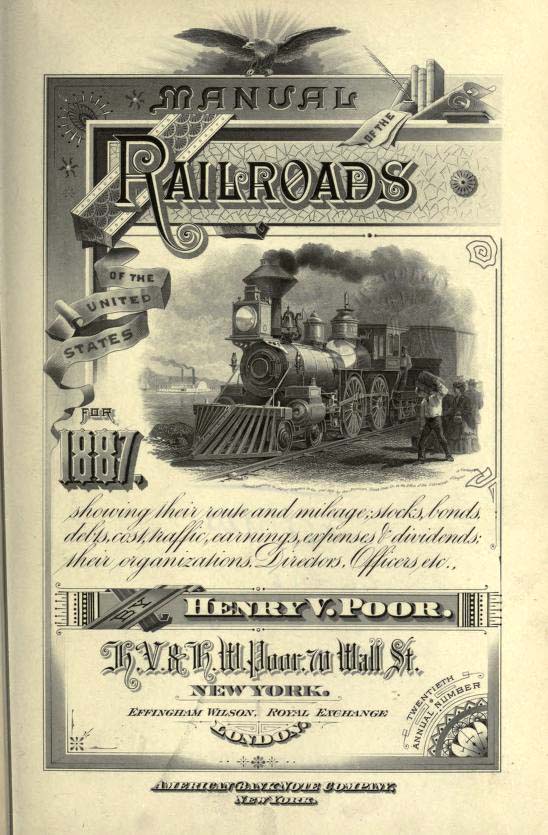 MANUAL
OF THE
RAILROADS
OF THE
UNITED
STATES
FOR
1887.
showing their route and mileage; stocks, bonds,
debts, cost, traffic, earnings, expenses & dividends;
their organizations, Directors, Officers, etc.,
BY
HENRY V. POOR.
H. V. & H. W. Poor. 70 Wall St.
NEW YORK.
EFFINGHAM WILSON, ROYAL EXCHANGE
LONDON.
TWENTIETH
ANNUAL NUMBER
AMERICAN BANK NOTE COMPANY,
NEW YORK.